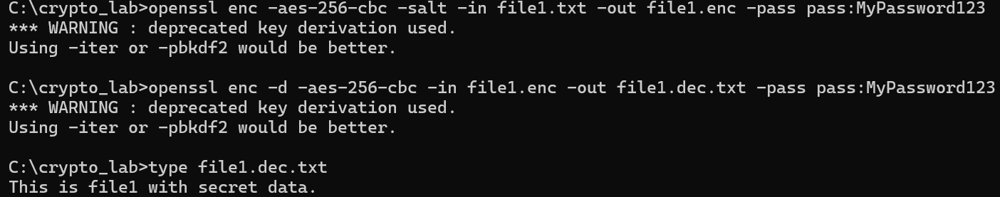 C:\crypto_lab>openssl enc -aes-256-cbc -salt -in file1.txt -out file1.enc -pass pass:MyPassword123
*** WARNING : deprecated key derivation used.
Using -iter or -pbkdf2 would be better.
C:\crypto_lab>openssl enc -d -aes-256-cbc -in file1.enc -out file1.dec.txt -pass pass:MyPassword123
*** WARNING : deprecated key derivation used.
Using -iter or -pbkdf2 would be better.
C:\crypto_lab>type file1.dec.txt
This is file1 with secret data.